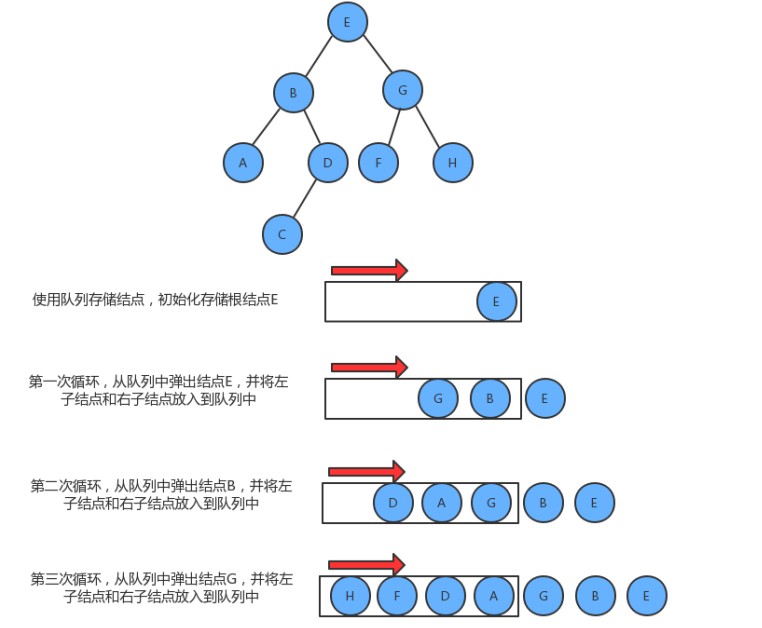 E
B
G
A
D
F
H
C
使用队列存储结点，初始化存储根结点E
E
第一次循环，从队列中弹出结点E，并将左
子结点和右子结点放入到队列中
G B E
第二次循环，从队列中弹出结点B，并将左
子结点和右子结点放入到队列中
D A G B E
第三次循环，从队列中弹出结点G，并将左
子结点和右子结点放入到队列中
H F D A G B E